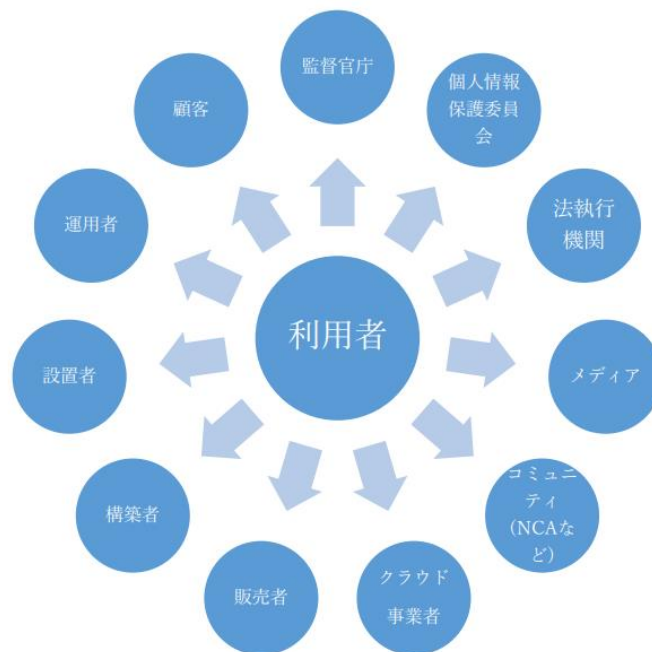 監督官庁
個人情報
保護委員
会
法執行
機関
メディア
コミュニ
ティ
(NCAな
ど)
クラウド
事業者
販売者
構築者
設置者
運用者
顧客
利用者